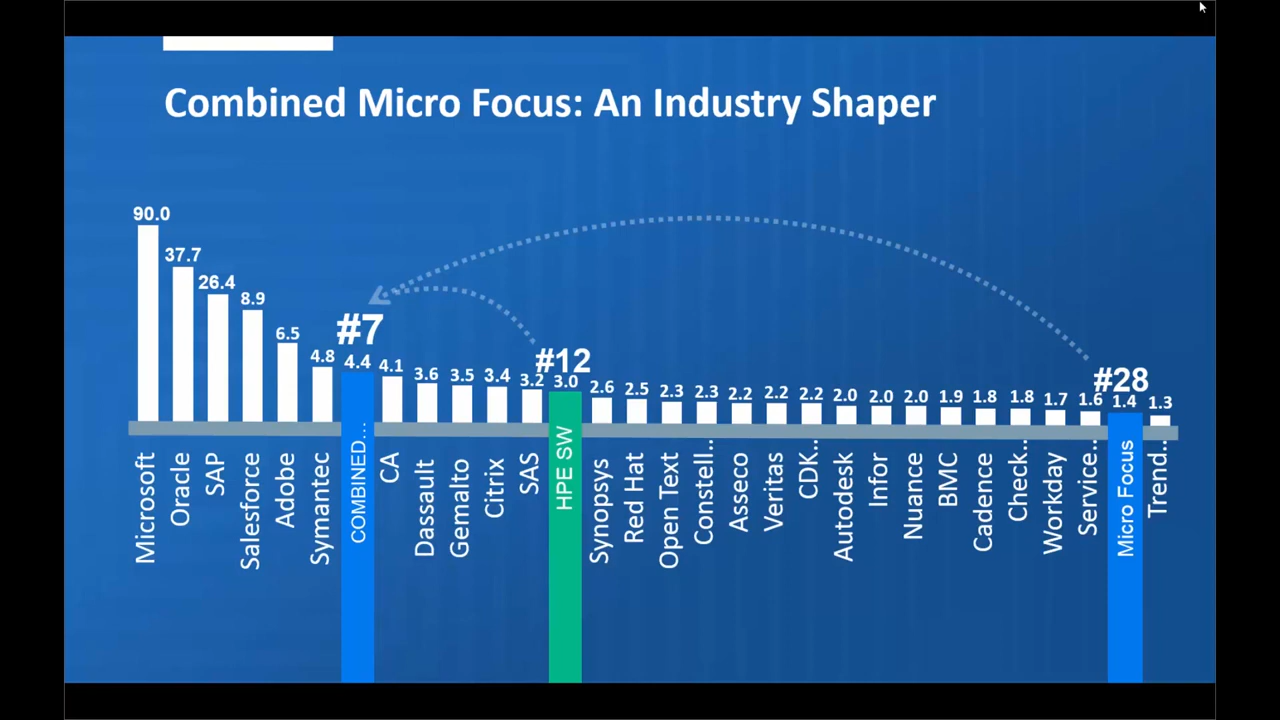 Combined Micro Focus: An Industry Shaper
90.0
37.7
26.4
8.9
6.5
4.8
#7
4.4
4.1
3.6
3.5
3.4
3.2
#12
3.0
2.6
2.5
2.3
2.3
2.2
2.2
2.2
2.0
2.0
2.0
1.9
1.8
1.8
1.7
1.6
#28
1.4
1.3
Microsoft
Oracle
SAP
Salesforce
Adobe
Symantec
COMBINED...
CA
Dassault
Gemalto
Citrix
SAS
HPE SW
Synopsys
Red Hat
Open Text
Constell..
Asseco
Veritas
CDK..
Autodesk
Infor
Nuance
BMC
Cadence
Check..
Workday
Service..
Micro Focus
Trend..